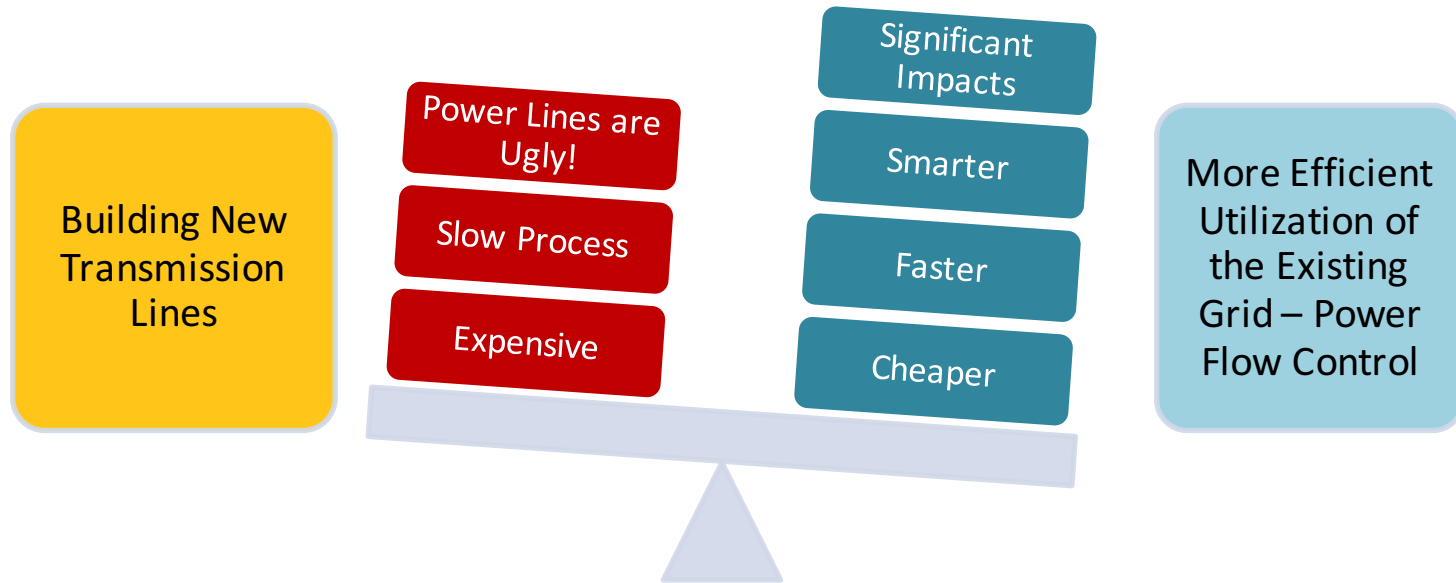 Building New
Transmission
Lines
Power Lines are
Ugly!
Slow Process
Expensive
Significant
Impacts
Smarter
Faster
Cheaper
More Efficient
Utilization of
the Existing
Grid – Power
Flow Control